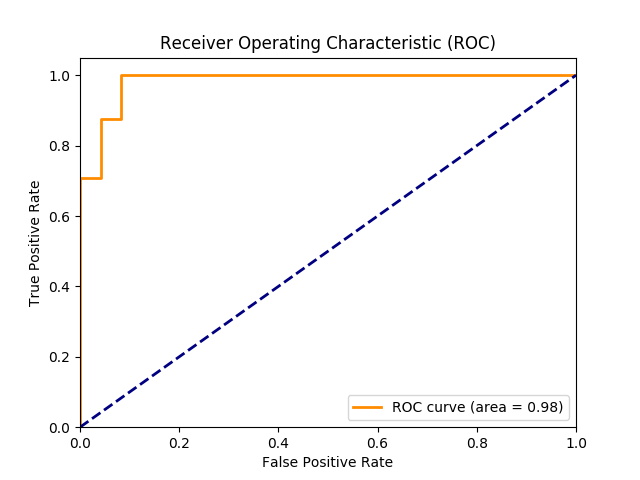 Receiver Operating Characteristic (ROC)
1.0
0.8
0.6
0.4
0.2
0.0
True Positive Rate
ROC curve (area = 0.98)
0.0 0.2 0.4 0.6 0.8 1.0
False Positive Rate